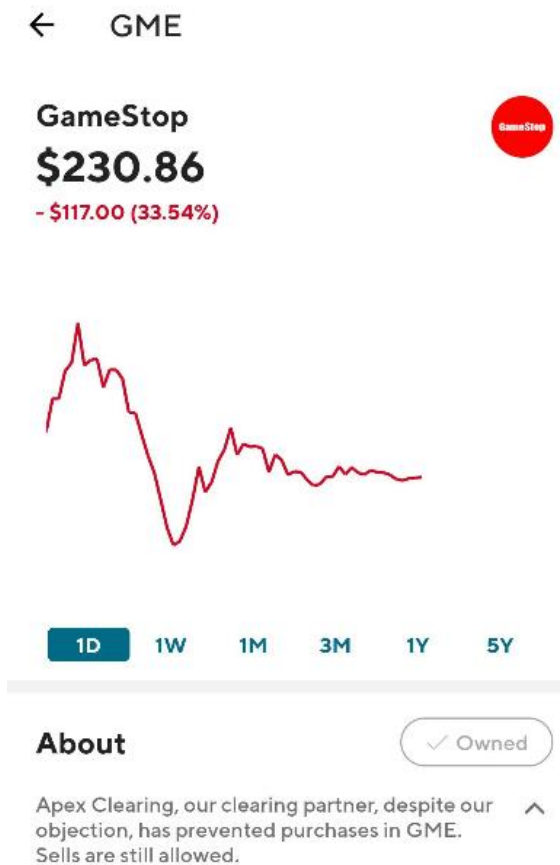 GME
GameStop
GameStop
$230.86
- $117.00 (33.54%)
1D 1W 1M 3M 1Y 5Y
About
Owned
Apex Clearing, our clearing partner, despite our
objection, has prevented purchases in GME.
Sells are still allowed.